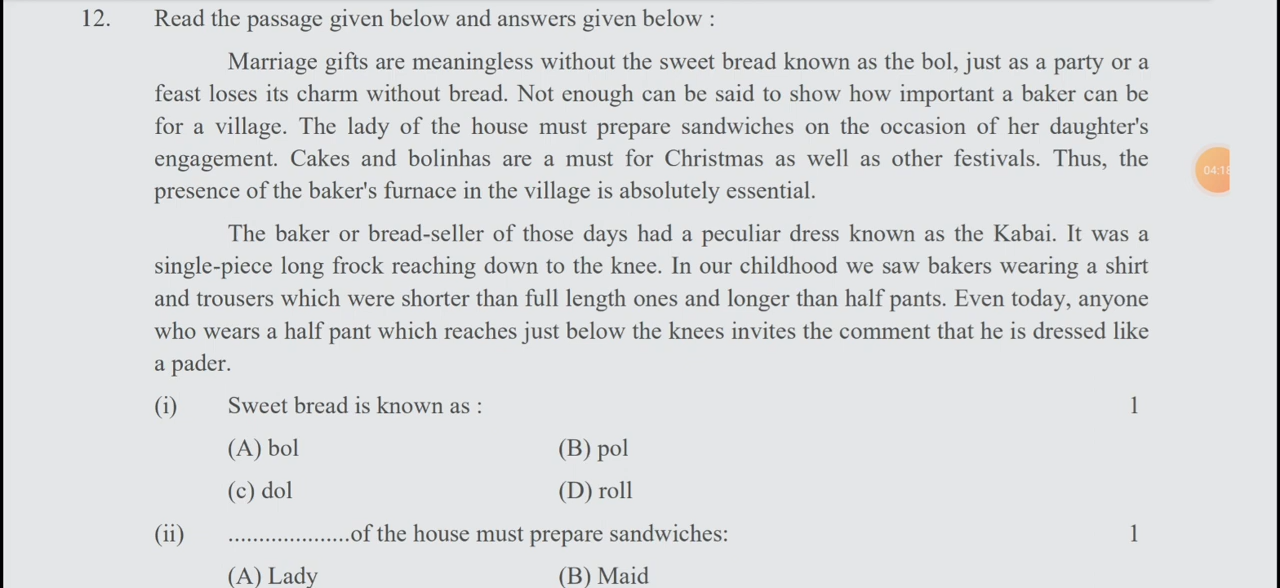 12. Read the passage given below and answers given below :
Marriage gifts are meaningless without the sweet bread known as the bol, just as a party or a
feast loses its charm without bread. Not enough can be said to show how important a baker can be
for a village. The lady of the house must prepare sandwiches on the occasion of her daughter's
engagement. Cakes and bolinhas are a must for Christmas as well as other festivals. Thus, the
presence of the baker's furnace in the village is absolutely essential.
The baker or bread-seller of those days had a peculiar dress known as the Kabai. It was a
single-piece long frock reaching down to the knee. In our childhood we saw bakers wearing a shirt
and trousers which were shorter than full length ones and longer than half pants. Even today, anyone
who wears a half pant which reaches just below the knees invites the comment that he is dressed like
a pader.
(i) Sweet bread is known as : 1
(A) bol (B) pol
(c) dol (D) roll
(ii) ....................of the house must prepare sandwiches: 1
(A) Lady (B) Maid
04:18